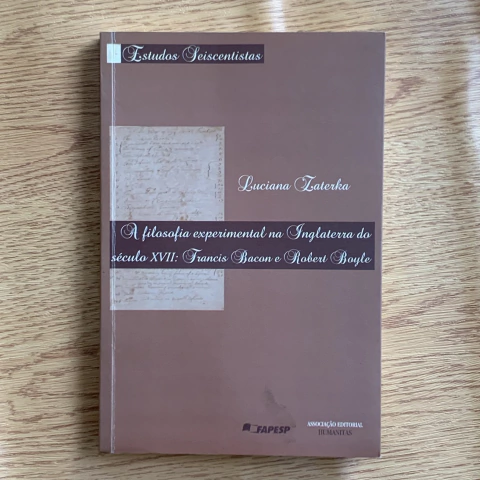 Estudos Seiscentistas
Luciana Zaterka
A filosofia experimental na Inglaterra do
século XVII: Francis Bacon e Robert Boyle
FAPESP
ASSOCIAÇÃO EDITORIAL
HUMANITAS